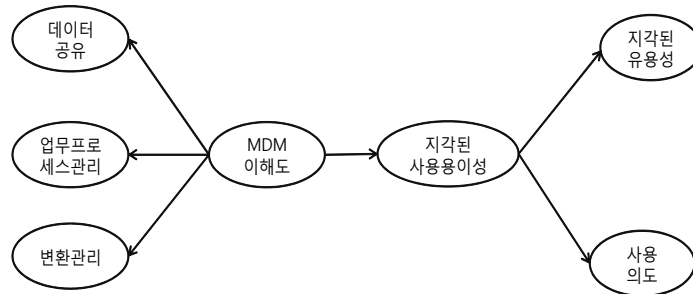 데이터
공유
업무프로
세스관리
변환관리
MDM
이해도
지각된
사용용이성
지각된
유용성
사용
의도